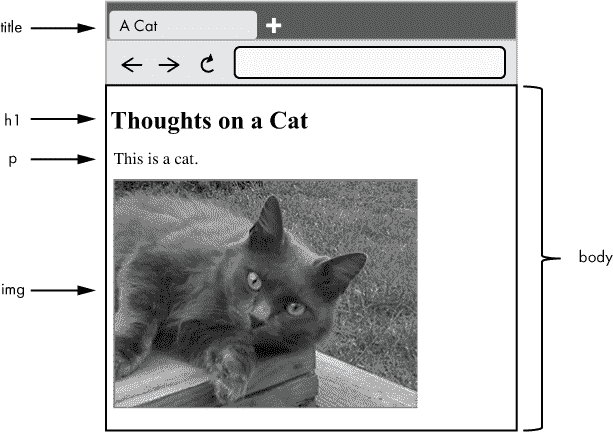 title
A Cat
h1
Thoughts on a Cat
p
This is a cat.
img
body